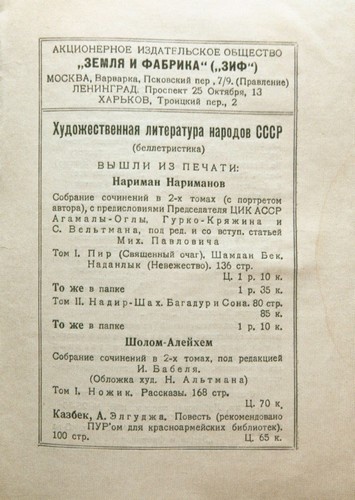 АКЦИОНЕРНОЕ ИЗДАТЕЛЬСКОЕ ОБЩЕСТВО
„ЗЕМЛЯ И ФАБРИКА" („ЗИФ")
МОСКВА, Варварка, Псковский пер, 7/9. (Правление)
ЛЕНИНГРАД. Проспект 25 Октября, 13
ХАРЬКОВ, Троицкий пер., 2
Художественная литература народов СССР
(беллетристика)
ВЫШЛИ ИЗ ПЕЧАТИ:
Нариман Нариманов
Собрание сочинений в 2-х томах (с портретом
автора), с предисловиями Председателя ЦИК АССР
Агамалы-Оглы, Гурко-Кряжина и
С. Вельтмана, под ред. и со вступ. статьей
Мих. Павловича
Том I. Пир (Священный очаг). Шамдан Бек.
Наданлык (Невежество). 136 стр.
Ц. 1 р. 10 к.
То же в папке 1 р. 35 к.
Том II. Надир-Шах. Багадур и Сона. 80 стр.
85 к.
То же в папке 1 р. 10 к.
Шолом-Алейхем
Собрание сочинений в 2-х томах, под редакцией
И. Бабеля.
(Обложка худ. Н. Альтмана)
Том I. Ножик. Рассказы. 168 стр.
Ц. 70 к.
Казбек, А. Элгуджа. Повесть (рекомендовано
ПУР'ом для красноармейских библиотек).
100 стр. Ц. 65 к.